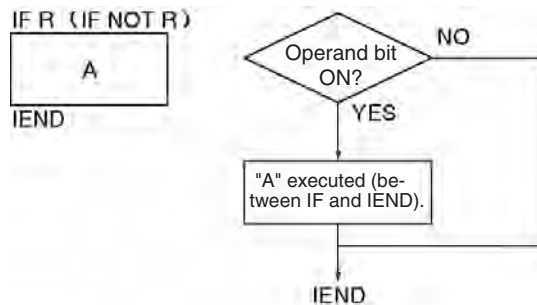 IF R (IF NOT R)
A
IEND
Operand bit
ON?
NO
YES
"A" executed (be-
tween IF and IEND).
IEND